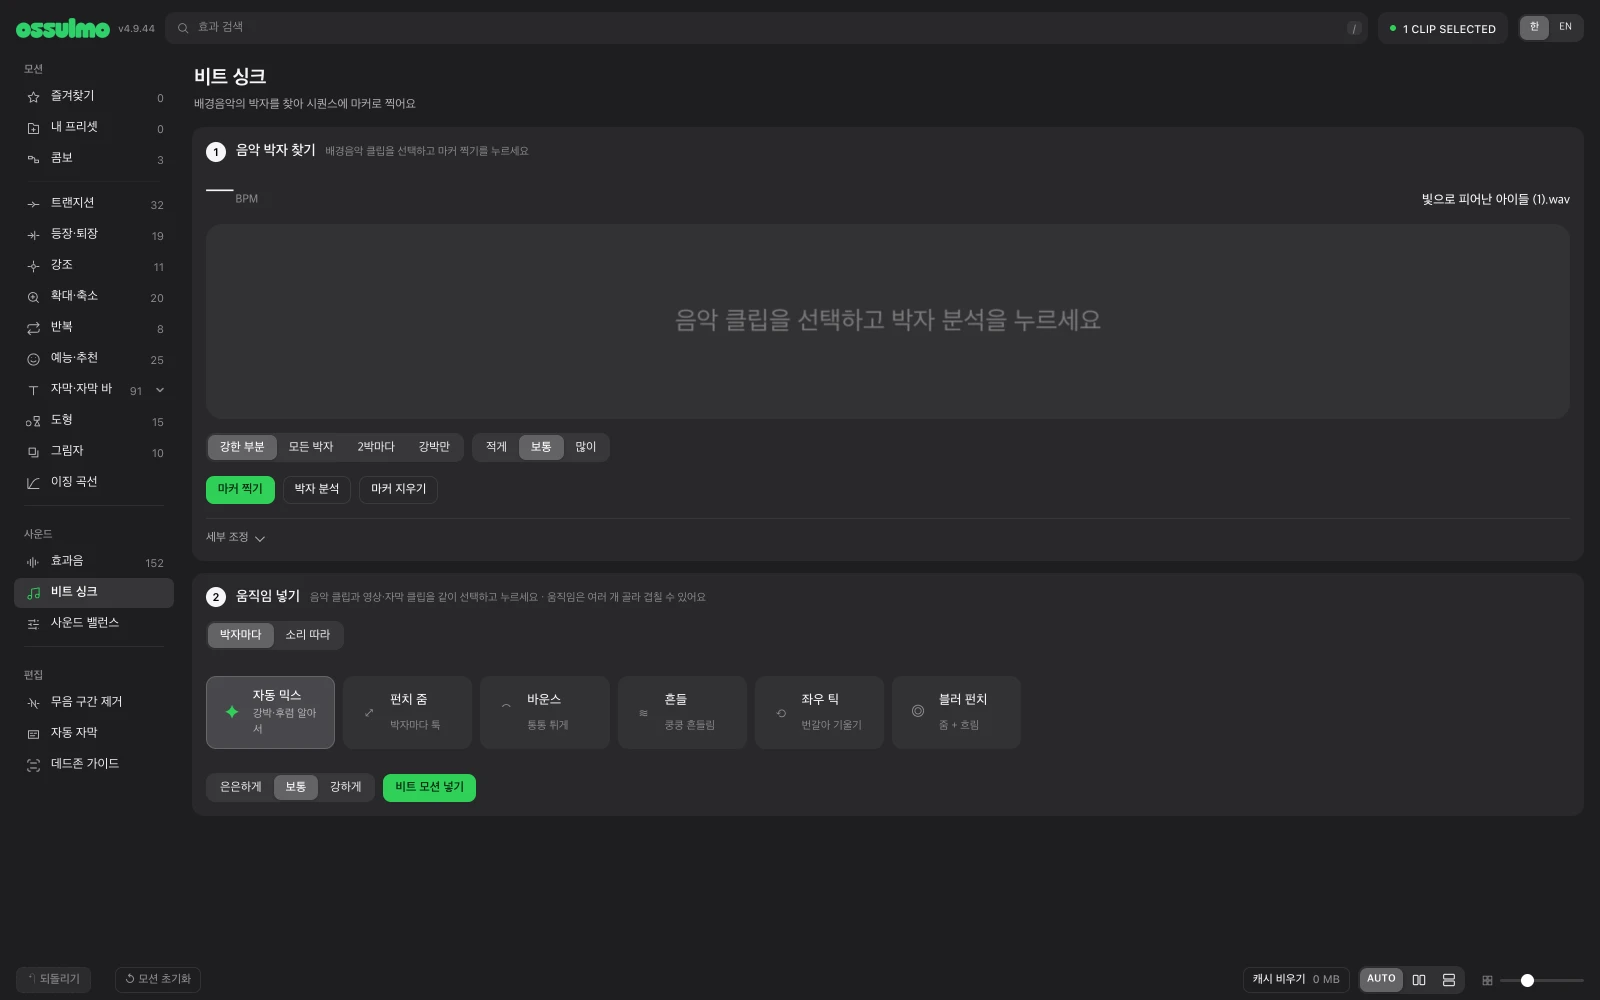 ossulmo v4.9.44
효과 검색
/
1 CLIP SELECTED
한 EN
모션
즐겨찾기 0
내 프리셋 0
콤보 3
트랜지션 32
등장·퇴장 19
강조 11
확대·축소 20
반복 8
예능·추천 25
자막·자막 바 91
도형 15
그림자 10
이징 곡선
사운드
효과음 152
비트 싱크
사운드 밸런스
편집
무음 구간 제거
자동 자막
데드존 가이드
비트 싱크
배경음악의 박자를 찾아 시퀀스에 마커로 찍어요
1 음악 박자 찾기 배경음악 클립을 선택하고 마커 찍기를 누르세요
— BPM
빛으로 피어난 아이들 (1).wav
음악 클립을 선택하고 박자 분석을 누르세요
강한 부분 모든 박자 2박마다 강박만 적게 보통 많이
마커 찍기 박자 분석 마커 지우기
세부 조정
2 움직임 넣기 음악 클립과 영상·자막 클립을 같이 선택하고 누르세요 · 움직임은 여러 개 골라 겹칠 수 있어요
박자마다 소리 따라
자동 믹스
강박·후렴 알아
서
펀치 줌
박자마다 툭
바운스
통통 튀게
흔들
쿵쿵 흔들림
좌우 틱
번갈아 기울기
블러 펀치
줌 + 흐림
은은하게 보통 강하게 비트 모션 넣기
되돌리기 모션 초기화
캐시 비우기 0 MB
AUTO